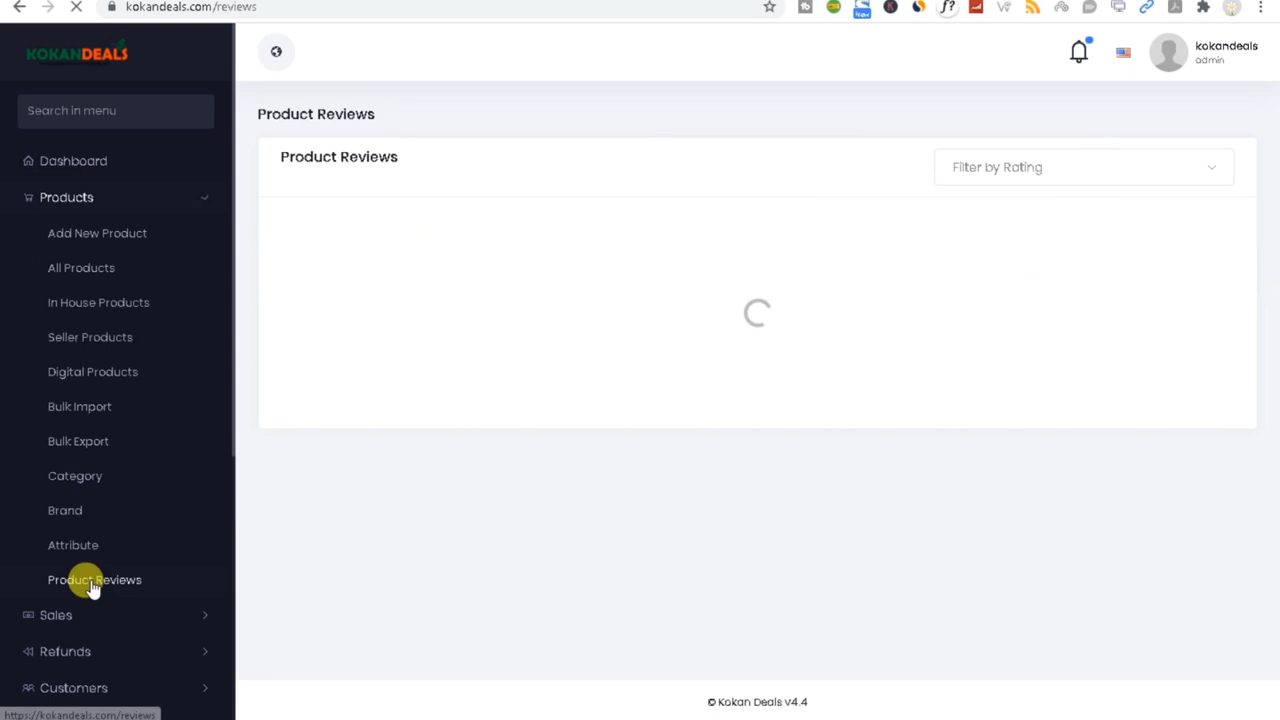 kokandeals.com/reviews
KOKANDEALS
Search in menu
Dashboard
Products
Add New Product
All Products
In House Products
Seller Products
Digital Products
Bulk Import
Bulk Export
Category
Brand
Attribute
Product Reviews
Sales
Refunds
Customers
https://kokandeals.com/reviews
kokandeals
admin
Product Reviews
Product Reviews
Filter by Rating
© Kokan Deals v4.4